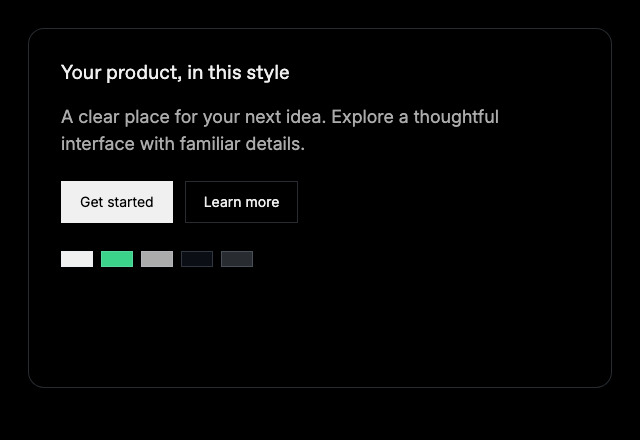 Your product, in this style
A clear place for your next idea. Explore a thoughtful
interface with familiar details.
Get started
Learn more